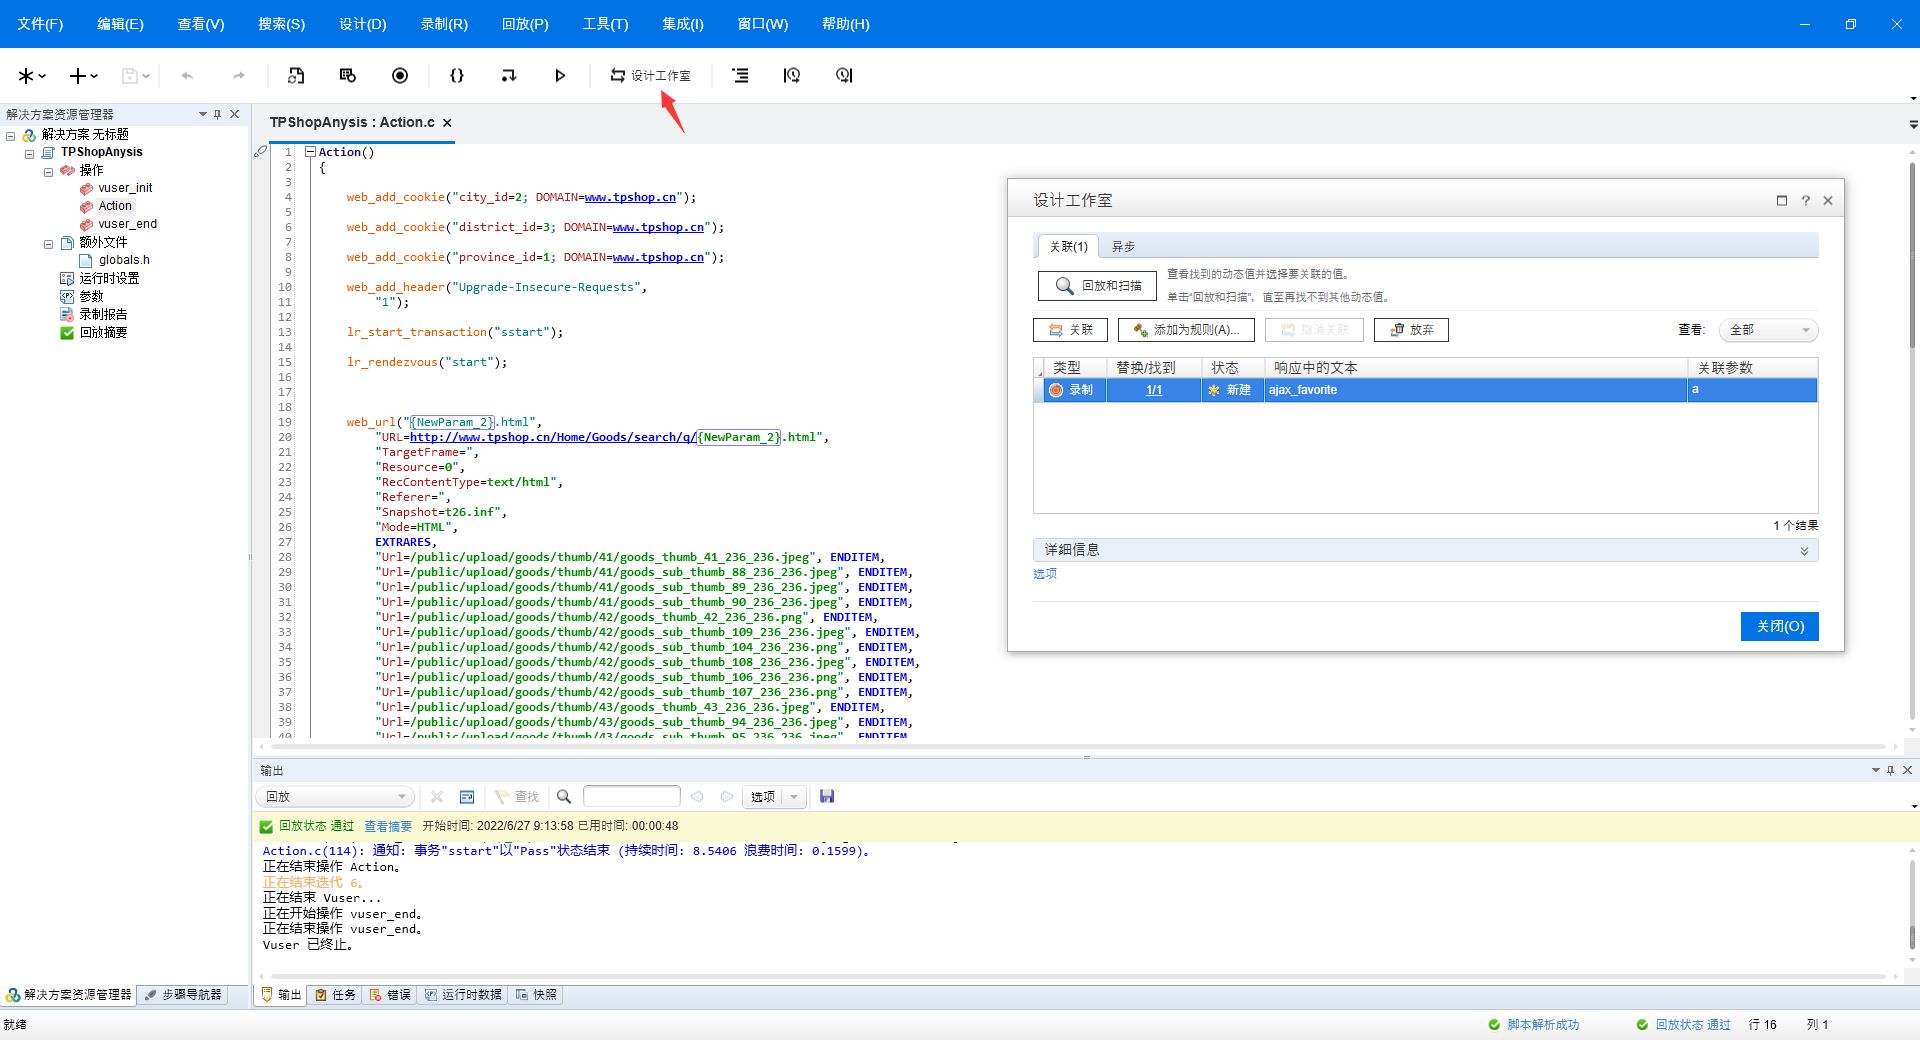 文件(F) 编辑(E) 查看(V) 搜索(S) 设计(D) 录制(R) 回放(P) 工具(T) 集成(I) 窗口(W) 帮助(H)
设计工作室
解决方案资源管理器
解决方案 无标题
TPShopAnysis
操作
vuser_init
Action
vuser_end
额外文件
globals.h
运行时设置
参数
录制报告
回放摘要
解决方案资源管理器 步骤导航器
TPShopAnysis : Action.c
1 Action()
2 {
3
4 web_add_cookie("city_id=2; DOMAIN=www.tpshop.cn");
5
6 web_add_cookie("district_id=3; DOMAIN=www.tpshop.cn");
7
8 web_add_cookie("province_id=1; DOMAIN=www.tpshop.cn");
9
10 web_add_header("Upgrade-Insecure-Requests",
11 "1");
12
13 lr_start_transaction("sstart");
14
15 lr_rendezvous("start");
16
17
18
19 web_url("{NewParam_2}.html",
20 "URL=http://www.tpshop.cn/Home/Goods/search/q/{NewParam_2}.html",
21 "TargetFrame=",
22 "Resource=0",
23 "RecContentType=text/html",
24 "Referer=",
25 "Snapshot=t26.inf",
26 "Mode=HTML",
27 EXTRARES,
28 "Url=/public/upload/goods/thumb/41/goods_thumb_41_236_236.jpeg", ENDITEM,
29 "Url=/public/upload/goods/thumb/41/goods_sub_thumb_88_236_236.jpeg", ENDITEM,
30 "Url=/public/upload/goods/thumb/41/goods_sub_thumb_89_236_236.jpeg", ENDITEM,
31 "Url=/public/upload/goods/thumb/41/goods_sub_thumb_90_236_236.jpeg", ENDITEM,
32 "Url=/public/upload/goods/thumb/42/goods_thumb_42_236_236.png", ENDITEM,
33 "Url=/public/upload/goods/thumb/42/goods_sub_thumb_109_236_236.jpeg", ENDITEM,
34 "Url=/public/upload/goods/thumb/42/goods_sub_thumb_104_236_236.png", ENDITEM,
35 "Url=/public/upload/goods/thumb/42/goods_sub_thumb_108_236_236.jpeg", ENDITEM,
36 "Url=/public/upload/goods/thumb/42/goods_sub_thumb_106_236_236.png", ENDITEM,
37 "Url=/public/upload/goods/thumb/42/goods_sub_thumb_107_236_236.png", ENDITEM,
38 "Url=/public/upload/goods/thumb/43/goods_thumb_43_236_236.jpeg", ENDITEM,
39 "Url=/public/upload/goods/thumb/43/goods_sub_thumb_94_236_236.jpeg", ENDITEM,
40 "Url=/public/upload/goods/thumb/43/goods_sub_thumb_95_236_236.jpeg", ENDITEM,
设计工作室
关联(1) 异步
回放和扫描
查看找到的动态值并选择要关联的值。
单击“回放和扫描”，直至再找不到其他动态值。
关联 添加为规则(A)... 撤消关联 放弃 查看: 全部
类型 替换/找到 状态 响应中的文本 关联参数
录制 1/1 新建 ajax_favorite a
1 个结果
详细信息
选项
关闭(O)
输出
回放 查找 选项
回放状态 通过 查看摘要 开始时间: 2022/6/27 9:13:58 已用时间: 00:00:48
Action.c(114): 通知: 事务"sstart"以"Pass"状态结束 (持续时间: 8.5406 浪费时间: 0.1599)。
正在结束操作 Action。
正在结束迭代 6。
正在结束 Vuser...
正在开始操作 vuser_end。
正在结束操作 vuser_end。
Vuser 已终止。
输出 任务 错误 运行时数据 快照
就绪 脚本解析成功 回放状态 通过 行 16 列 1